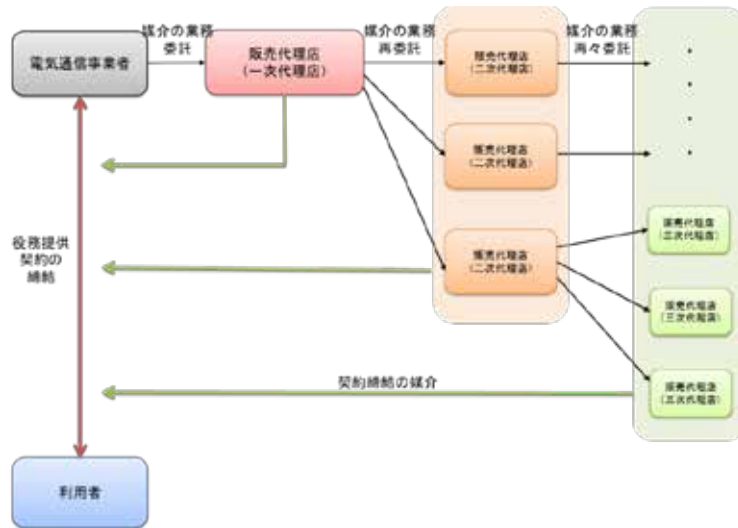 媒介の業務
委託
媒介の業務
再委託
媒介の業務
再々委託
電気通信事業者
販売代理店
（一次代理店）
販売代理店
（二次代理店）
販売代理店
（二次代理店）
販売代理店
（二次代理店）
販売代理店
（三次代理店）
販売代理店
（三次代理店）
販売代理店
（三次代理店）
役務提供
契約の
締結
契約締結の媒介
利用者